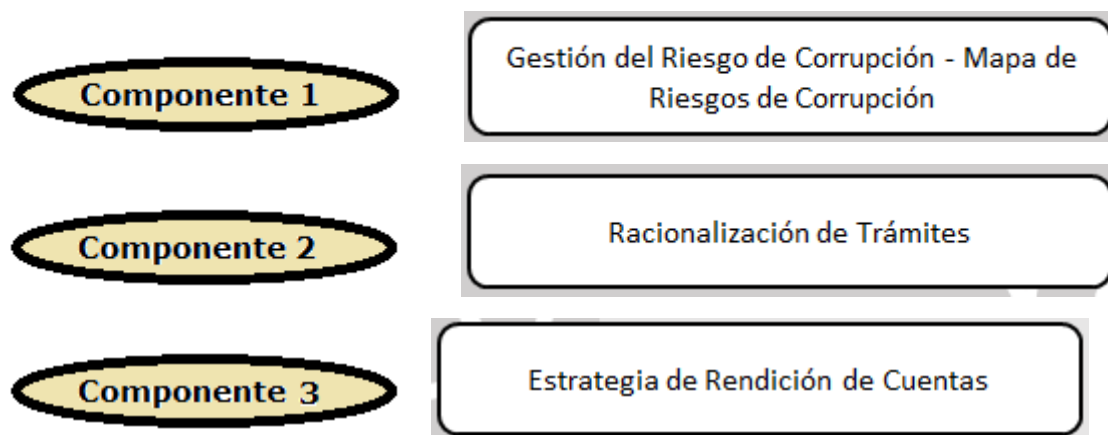 Componente 1
Gestión del Riesgo de Corrupción - Mapa de
Riesgos de Corrupción
Componente 2
Racionalización de Trámites
Componente 3
Estrategia de Rendición de Cuentas